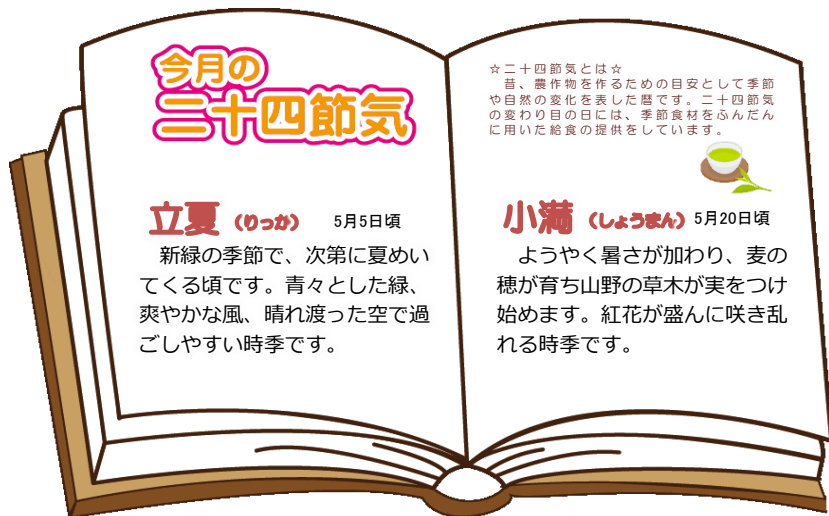 今月の
二十四節気
立夏（りっか） 5月5日頃
　新緑の季節で、次第に夏めい
てくる頃です。青々とした緑、
爽やかな風、晴れ渡った空で過
ごしやすい時季です。
☆二十四節気とは☆
　昔、農作物を作るための目安として季節
や自然の変化を表した暦です。二十四節気
の変わり目の日には、季節食材をふんだん
に用いた給食の提供をしています。
小満（しょうまん）5月20日頃
　ようやく暑さが加わり、麦の
穂が育ち山野の草木が実をつけ
始めます。紅花が盛んに咲き乱
れる時季です。